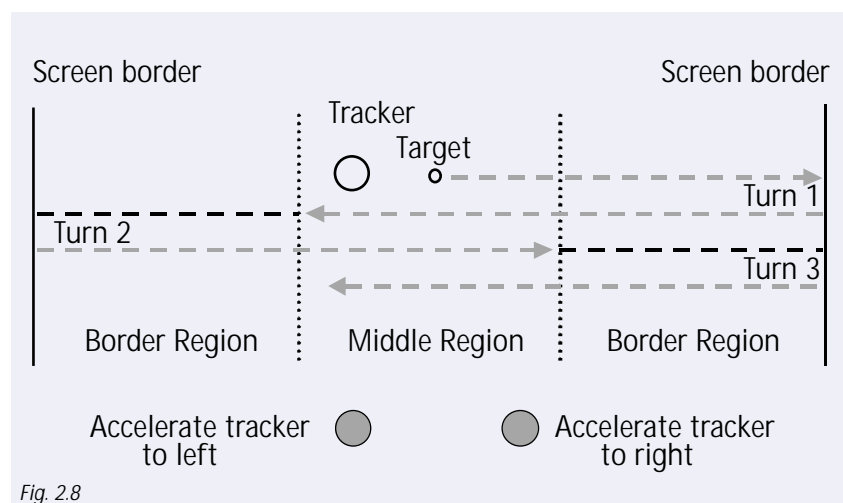 Screen border
Screen border
Tracker
Target
Turn 1
Turn 2
Turn 3
Border Region
Middle Region
Border Region
Accelerate tracker
to left
Accelerate tracker
to right
Fig. 2.8